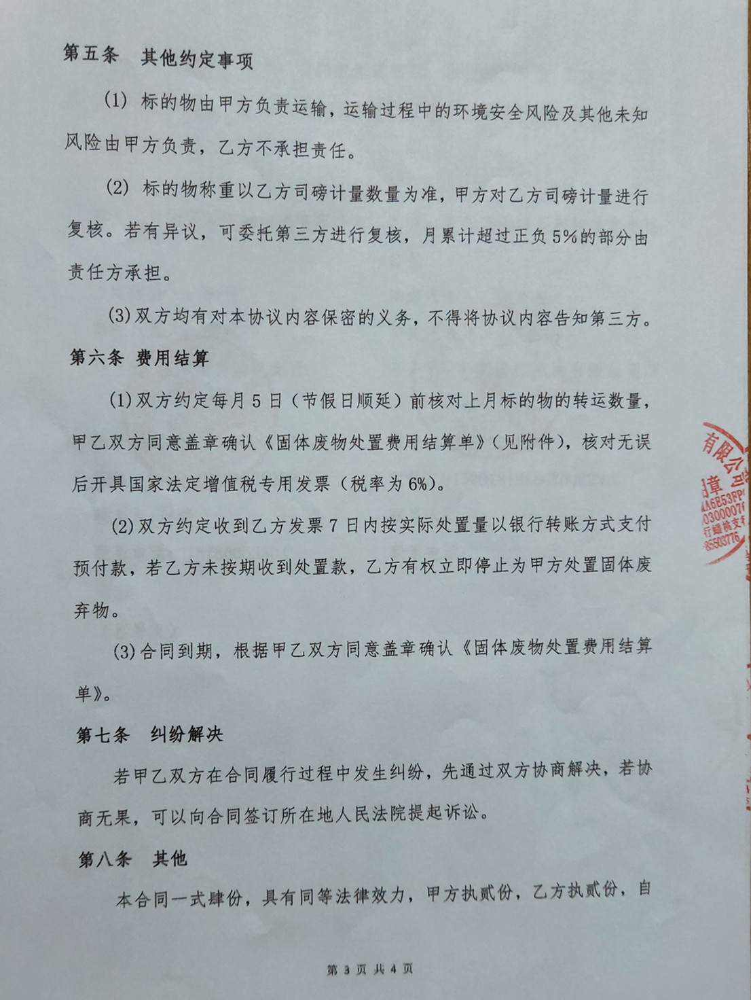 第五条 其他约定事项
(1) 标的物由甲方负责运输，运输过程中的环境安全风险及其他未知
风险由甲方负责，乙方不承担责任。
(2) 标的物称重以乙方司磅计量数量为准，甲方对乙方司磅计量进行
复核。若有异议，可委托第三方进行复核，月累计超过正负5%的部分由
责任方承担。
(3)双方均有对本协议内容保密的义务，不得将协议内容告知第三方。
第六条 费用结算
(1)双方约定每月5日（节假日顺延）前核对上月标的物的转运数量，
甲乙双方同意盖章确认《固体废物处置费用结算单》（见附件），核对无误
后开具国家法定增值税专用发票（税率为6%）。
(2)双方约定收到乙方发票7日内按实际处置量以银行转账方式支付
预付款，若乙方未按期收到处置款，乙方有权立即停止为甲方处置固体废
弃物。
(3)合同到期，根据甲乙双方同意盖章确认《固体废物处置费用结算
单》。
第七条 纠纷解决
若甲乙双方在合同履行过程中发生纠纷，先通过双方协商解决，若协
商无果，可以向合同签订所在地人民法院提起诉讼。
第八条 其他
本合同一式肆份，具有同等法律效力，甲方执贰份，乙方执贰份，自
第 3 页 共 4 页
有限公司
章
A6E53FP
03000076
行蟠桃支行
85503776